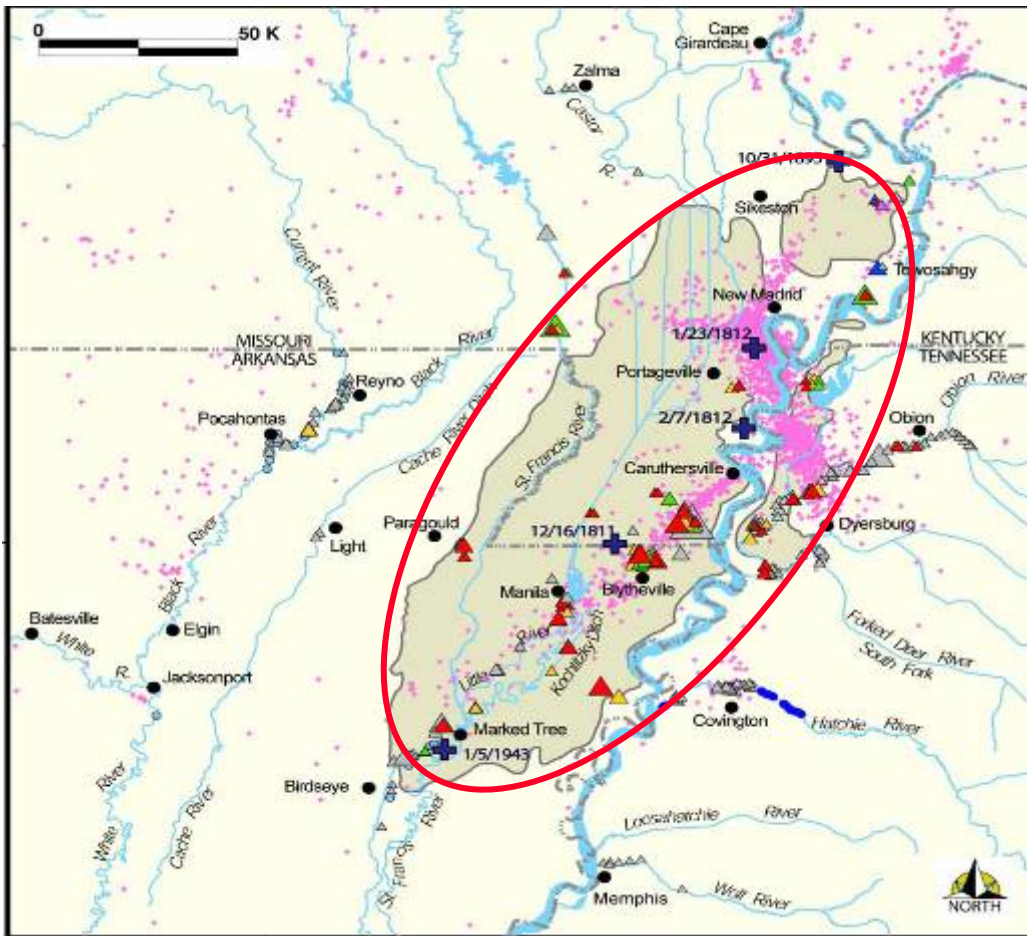 0 50 K
Cape
Girardeau
Zalma
Castor
R.
10/31/1895
Sikeston
Current River
Towosahgy
New Madrid
1/23/1812
MISSOURI
ARKANSAS
KENTUCKY
TENNESSEE
Black River
Reyno
Portageville
Obion River
Pocahontas
Cache River Ditch
2/7/1812
Obion
St. Francis River
Caruthersville
Black River
Light
Paragould
12/16/1811
Dyersburg
Manila
Blytheville
Batesville
White
R.
Elgin
Little River
Kochlitzky Ditch
Forked Deer River
South Fork
Jacksonport
Covington
Hatchie River
Marked Tree
1/5/1943
Birdseye
White River
Cache River
St. Francis River
Loosahatchie River
Memphis
Wolf River
NORTH